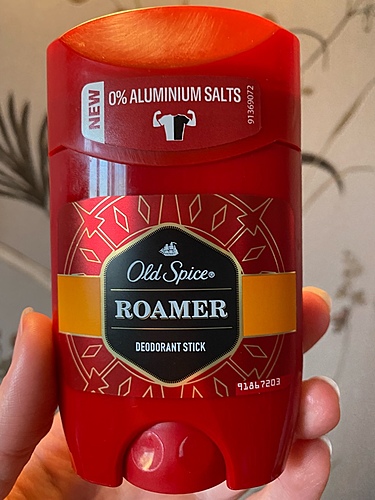 NEW
0% ALUMINIUM SALTS
91369072
Old Spice®
ROAMER
DEODORANT STICK
91867203